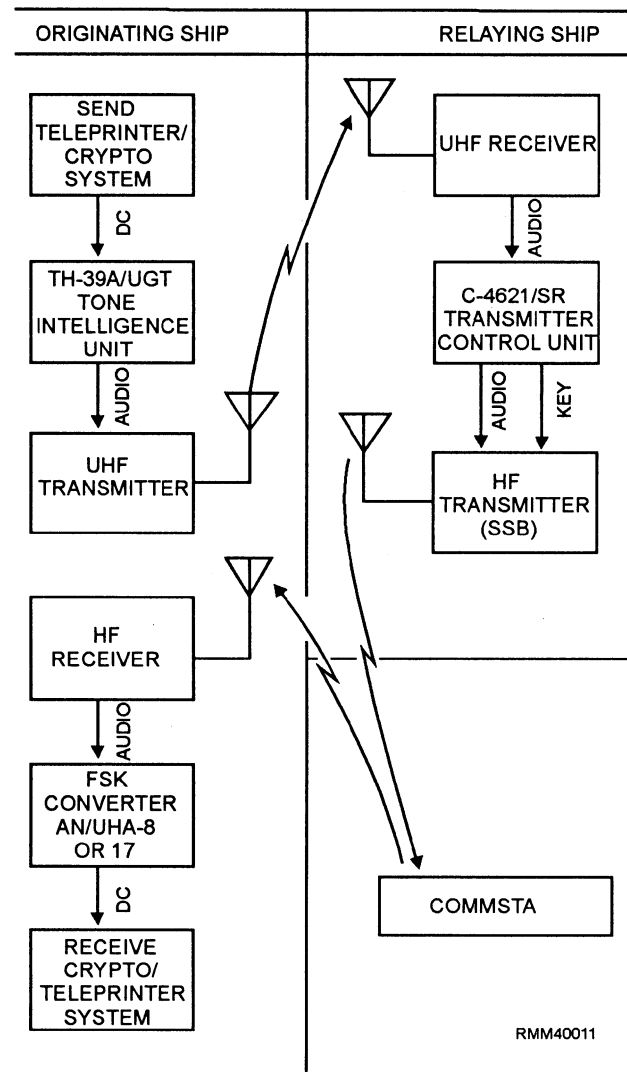 ORIGINATING SHIP
SEND
TELEPRINTER/
CRYPTO
SYSTEM
DC
TH-39A/UGT
TONE
INTELLIGENCE
UNIT
AUDIO
UHF
TRANSMITTER
HF
RECEIVER
AUDIO
FSK
CONVERTER
AN/UHA-8
OR 17
DC
RECEIVE
CRYPTO/
TELEPRINTER
SYSTEM
RELAYING SHIP
UHF RECEIVER
AUDIO
C-4621/SR
TRANSMITTER
CONTROL UNIT
AUDIO
KEY
HF
TRANSMITTER
(SSB)
COMMSTA
RMM40011